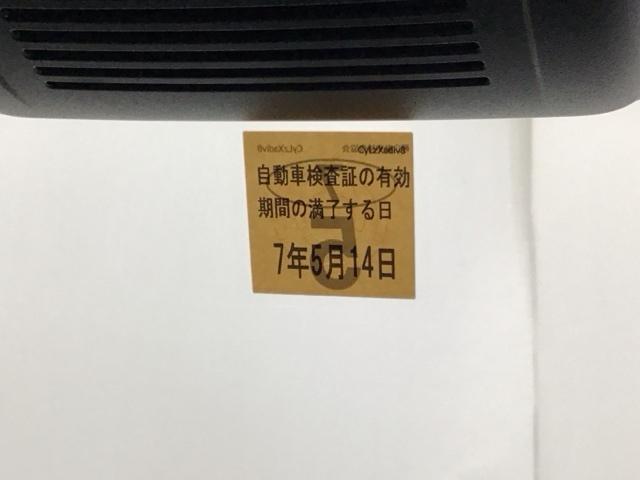 CyLzXadiv8
自動車検査証の有効
期間の満了する日
7年5月14日